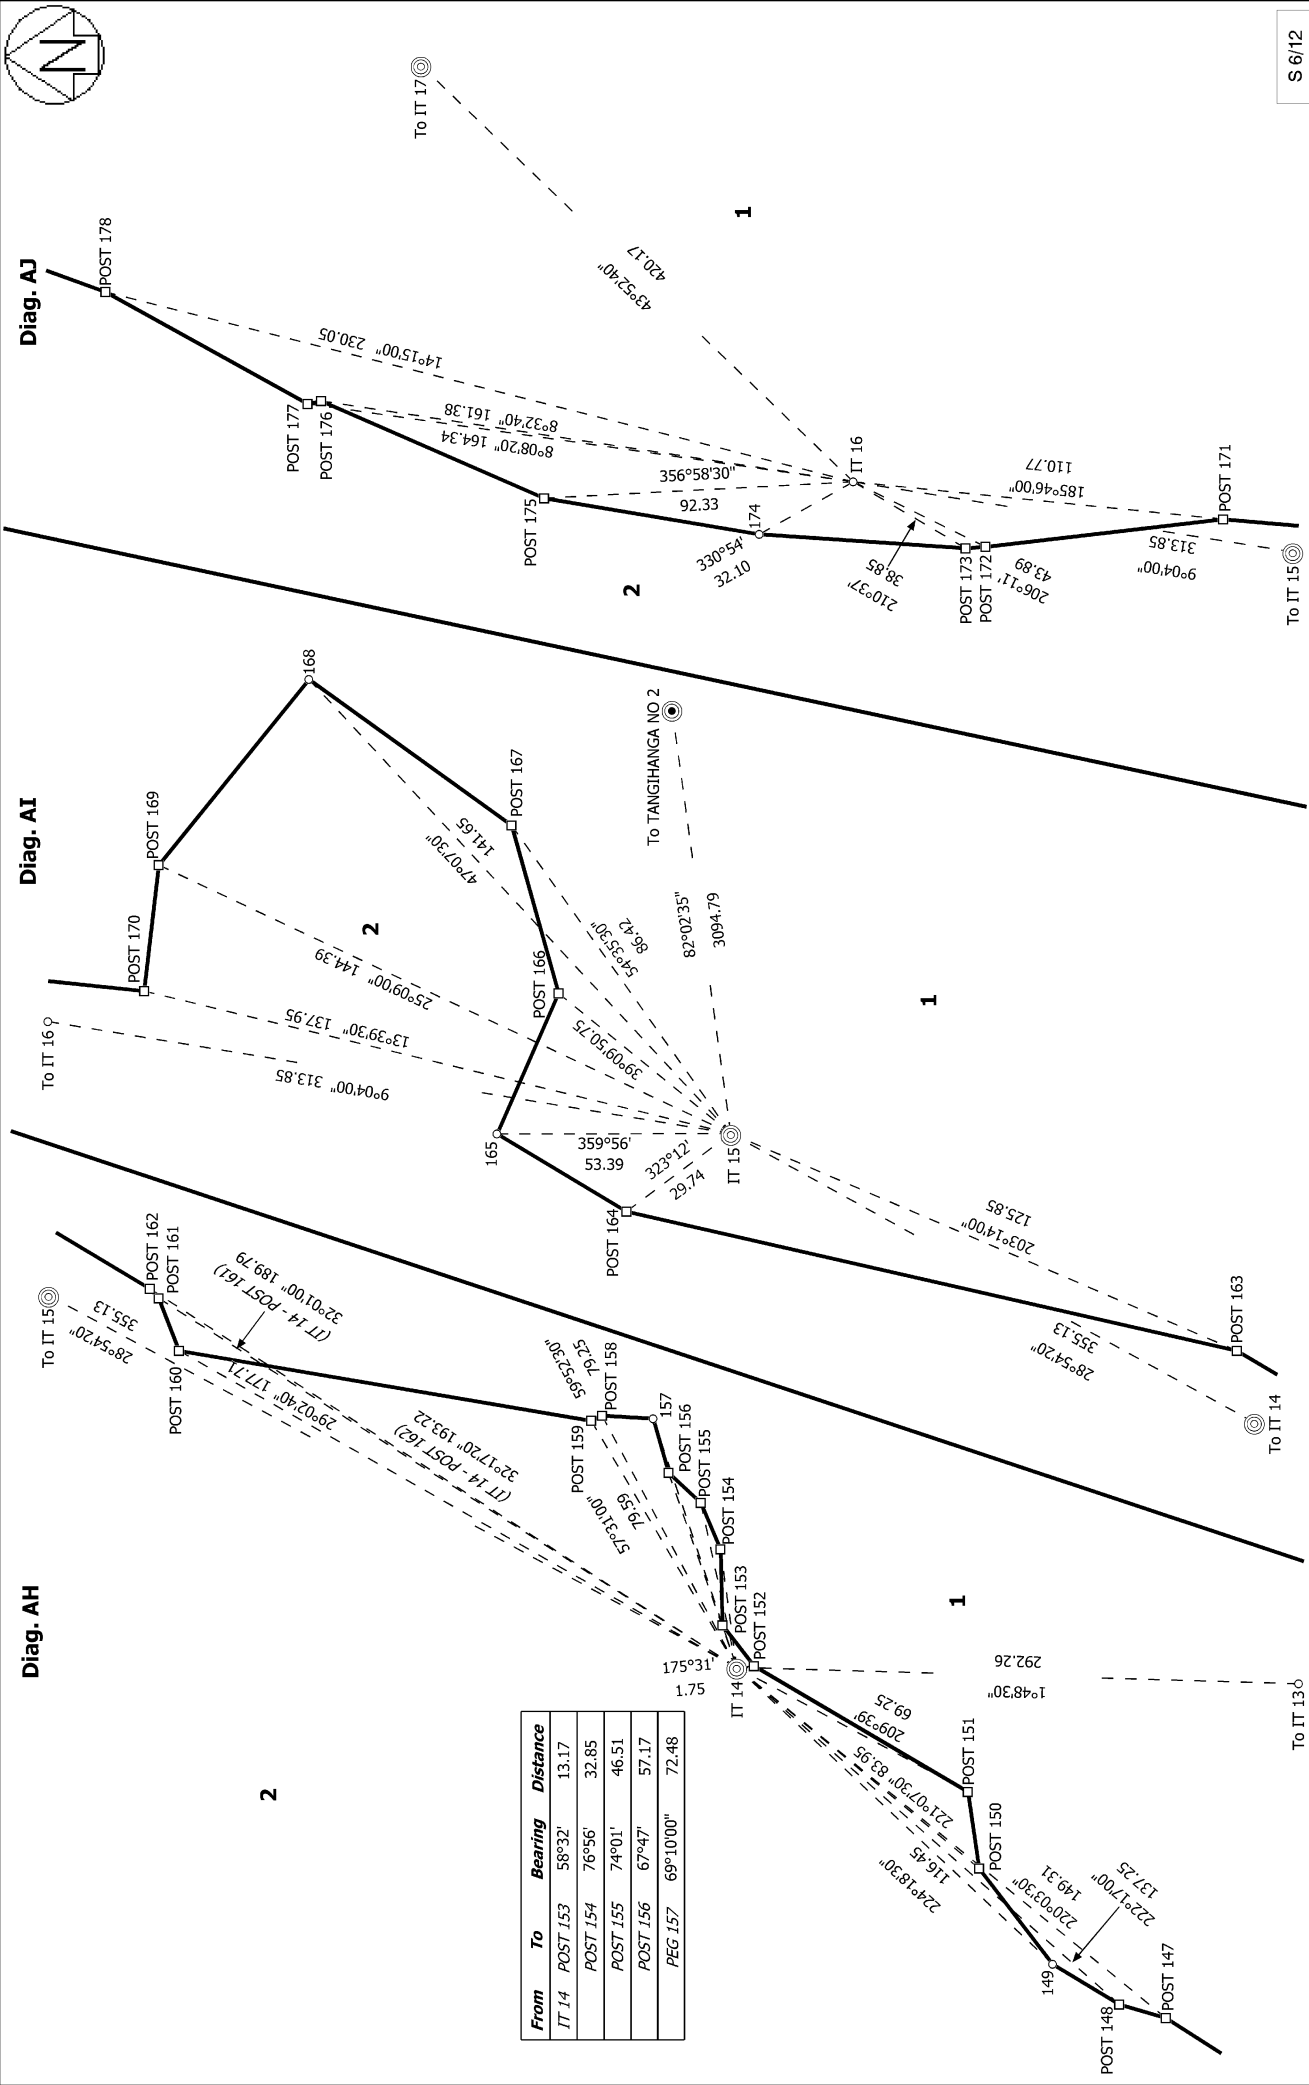 N
Diag. AH
Diag. AI
Diag. AJ
To IT 15
355.13
28°54'20"
POST 160
POST 162
POST 161
32°01'00" 189.79
(IT 14 - POST 161)
29°02'40" 177.71
32°17'20" 193.22
(IT 14 - POST 162)
59°52'30"
79.25
POST 158
POST 159
57°31'00"
79.59
157
POST 156
POST 155
POST 154
POST 153
POST 152
175°31'
1.75
IT 14
292.26
1°48'30"
To IT 13
209°39'
69.25
221°07'30" 83.95
224°18'30"
116.45
POST 151
POST 150
220°03'30"
149.31
222°17'00"
137.25
149
POST 148
POST 147
2
1
From To Bearing Distance
IT 14 POST 153 58°32' 13.17
POST 154 76°56' 32.85
POST 155 74°01' 46.51
POST 156 67°47' 57.17
PEG 157 69°10'00" 72.48
To IT 16
9°04'00" 313.85
POST 170
13°39'30" 137.95
POST 169
25°09'00" 144.39
168
47°07'30"
141.65
POST 167
54°35'30"
86.42
POST 166
39°09' 50.75
165
359°56'
53.39
323°12'
29.74
POST 164
IT 15
To TANGIHANGA NO 2
82°02'35"
3094.79
203°14'00"
125.85
28°54'20"
355.13
To IT 14
POST 163
2
1
POST 178
14°15'00" 230.05
POST 177
POST 176
8°32'40" 161.38
8°08'20" 164.34
POST 175
92.33
174
330°54'
32.10
IT 16
43°52'40"
420.17
To IT 17
210°37'
38.85
POST 173
POST 172
206°11'
43.89
185°46'00"
110.77
POST 171
9°04'00"
313.85
To IT 15
2
1
S 6/12